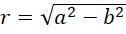 r = √(a² − b²)